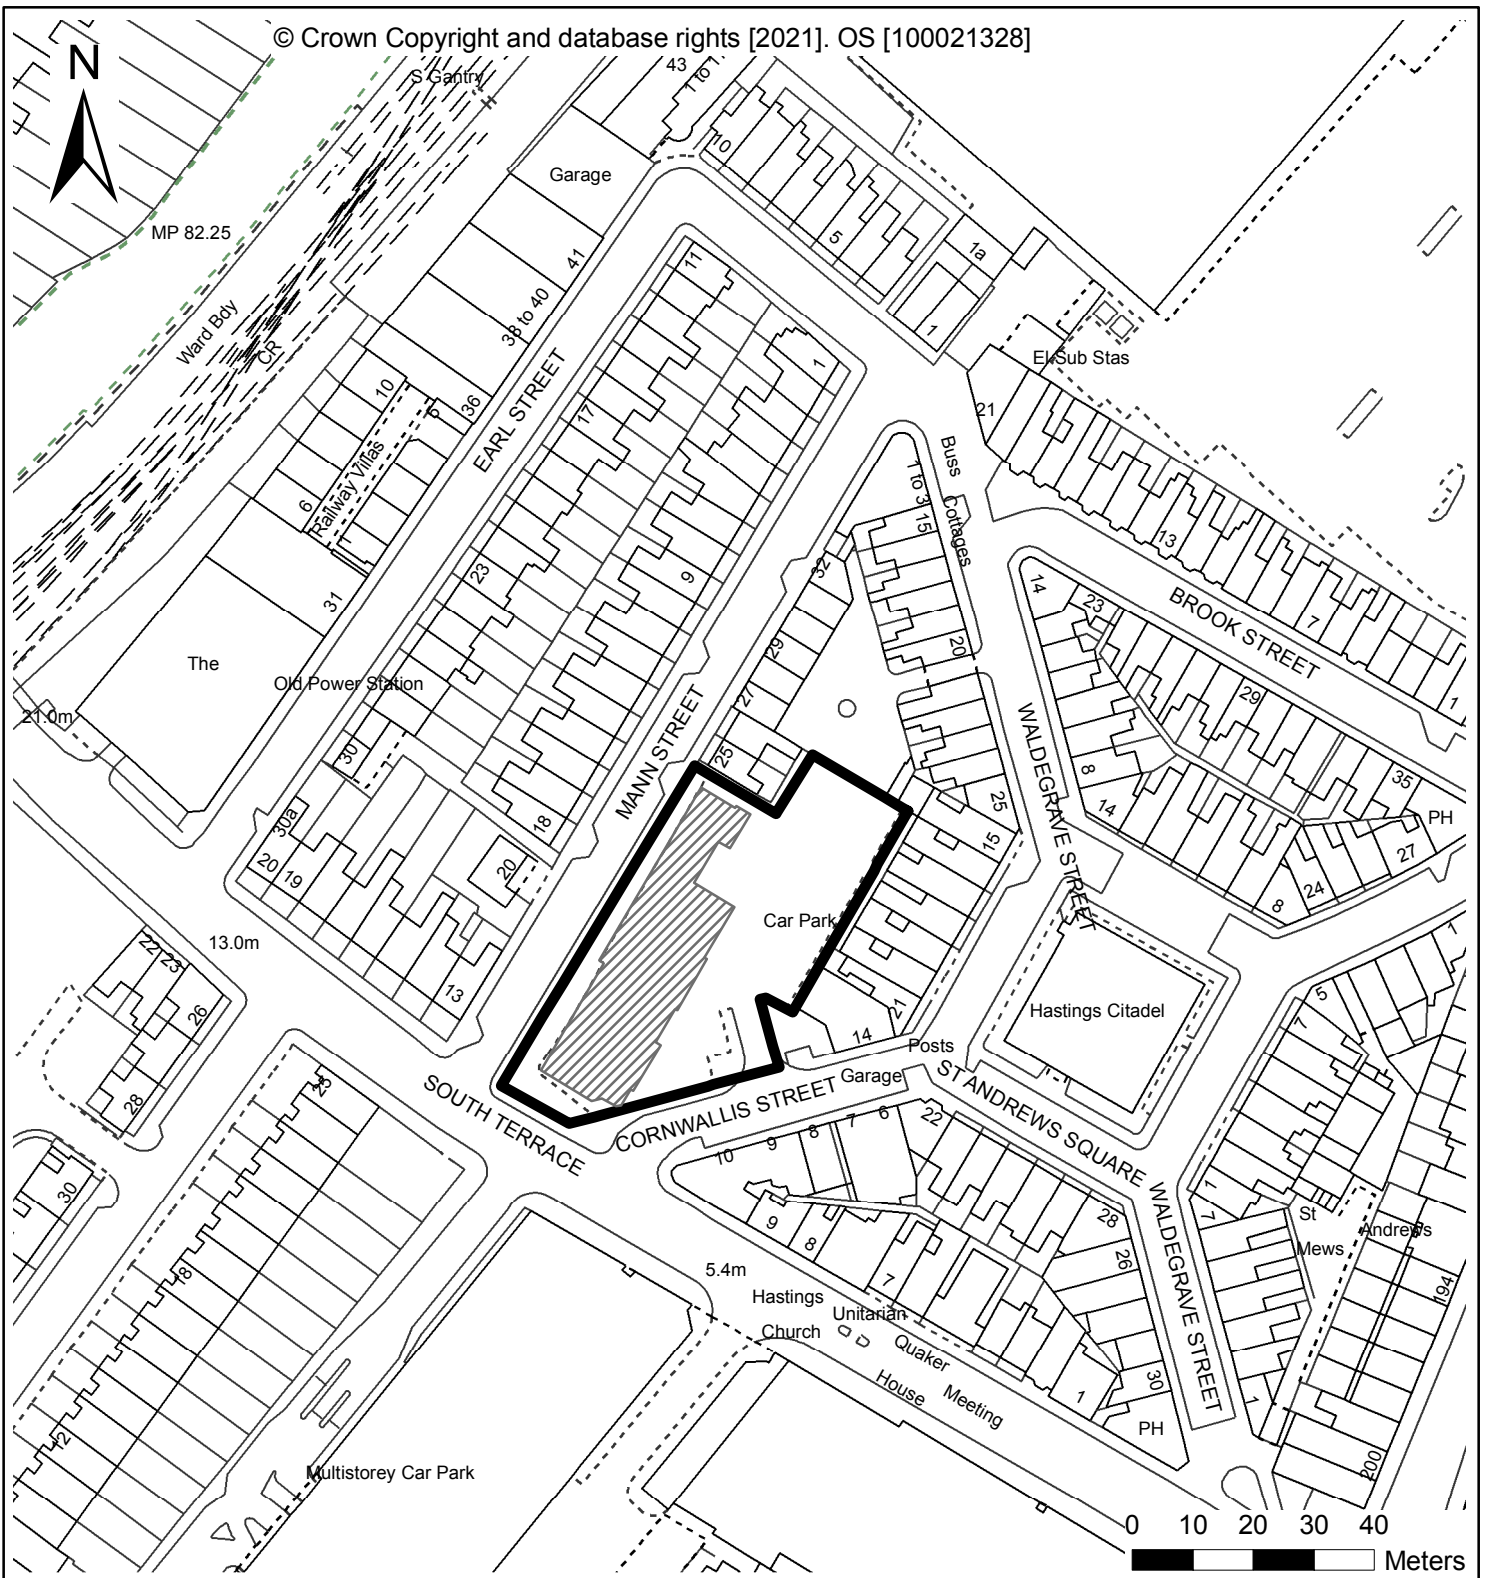 © Crown Copyright and database rights [2021]. OS [100021328]
N
S Gantry
43
10
Garage
MP 82.25
5
1a
11
41
1
Ward Bdy
38 to 40
CR
1
El Sub Stas
10
5
36
EARL STREET
17
21
Buss
Cottages
1 to 3
15
Railway Villas
6
1
13
23
9
32
14
23
BROOK STREET
7
31
20
29
The
Old Power Station
27
29
1
21.0m
MANN STREET
WALDEGRAVE STREET
30
25
8
35
25
14
PH
30a
18
15
27
20
19
20
24
8
Car Park
22
23
13.0m
1
26
13
21
5
Hastings Citadel
7
14
Posts
25
28
SOUTH TERRACE
CORNWALLIS STREET
Garage
ST ANDREWS SQUARE
22
6
7
8
9
10
30
28
1
7
St
Andrews
Mews
9
8
26
WALDEGRAVE STREET
18
5.4m
7
194
Hastings
Unitarian
Church
Quaker
Meeting
House
30
1
1
12
PH
Multistorey Car Park
200
0 10 20 30 40
Meters